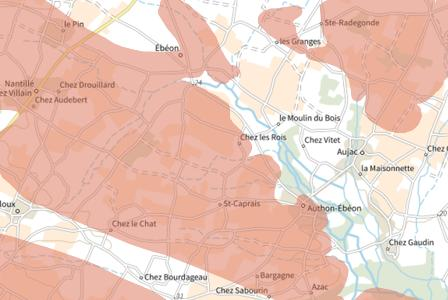 le Pin
Ste-Radegonde
les Granges
Ébéon
Nantillé
Chez Drouillard
Chez Audebert
le Moulin du Bois
Chez les Rois
Chez Vitet
Aujac
la Maisonnette
St-Caprais
Authon-Ébéon
Chez le Chat
Chez Gaudin
Chez Bourdageau
Bargagne
Chez Sabourin
Azac
31